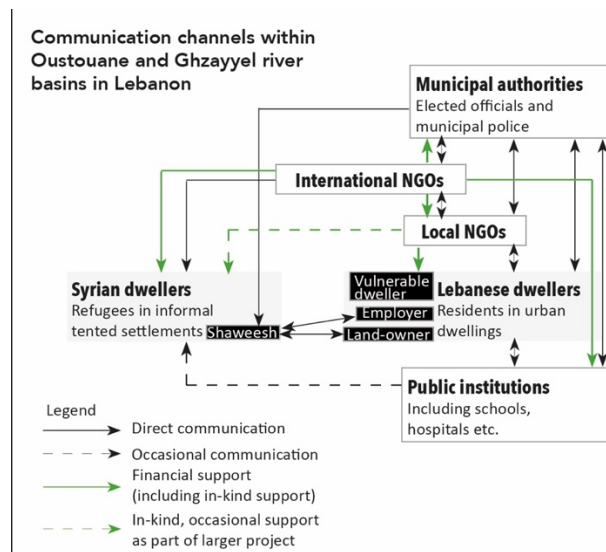 Communication channels within
Oustouane and Ghzayyel river
basins in Lebanon
Municipal authorities
Elected officials and
municipal police
International NGOs
Local NGOs
Syrian dwellers
Refugees in informal
tented settlements
Shaweesh
Vulnerable
dweller
Employer
Land-owner
Lebanese dwellers
Residents in urban
dwellings
Public institutions
Including schools,
hospitals etc.
Legend
Direct communication
Occasional communication
Financial support
(including in-kind support)
In-kind, occasional support
as part of larger project